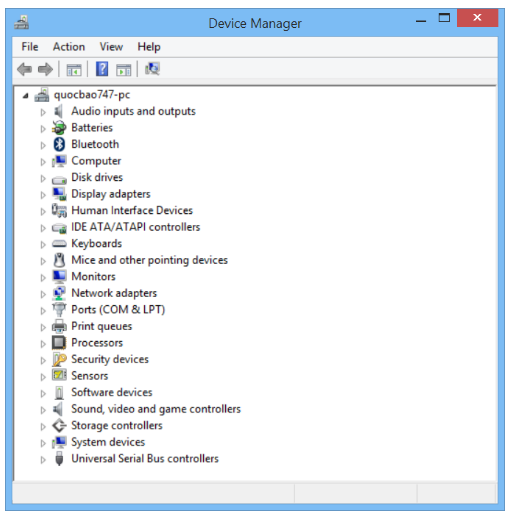 Device Manager
File Action View Help
quocbao747-pc
Audio inputs and outputs
Batteries
Bluetooth
Computer
Disk drives
Display adapters
Human Interface Devices
IDE ATA/ATAPI controllers
Keyboards
Mice and other pointing devices
Monitors
Network adapters
Ports (COM & LPT)
Print queues
Processors
Security devices
Sensors
Software devices
Sound, video and game controllers
Storage controllers
System devices
Universal Serial Bus controllers